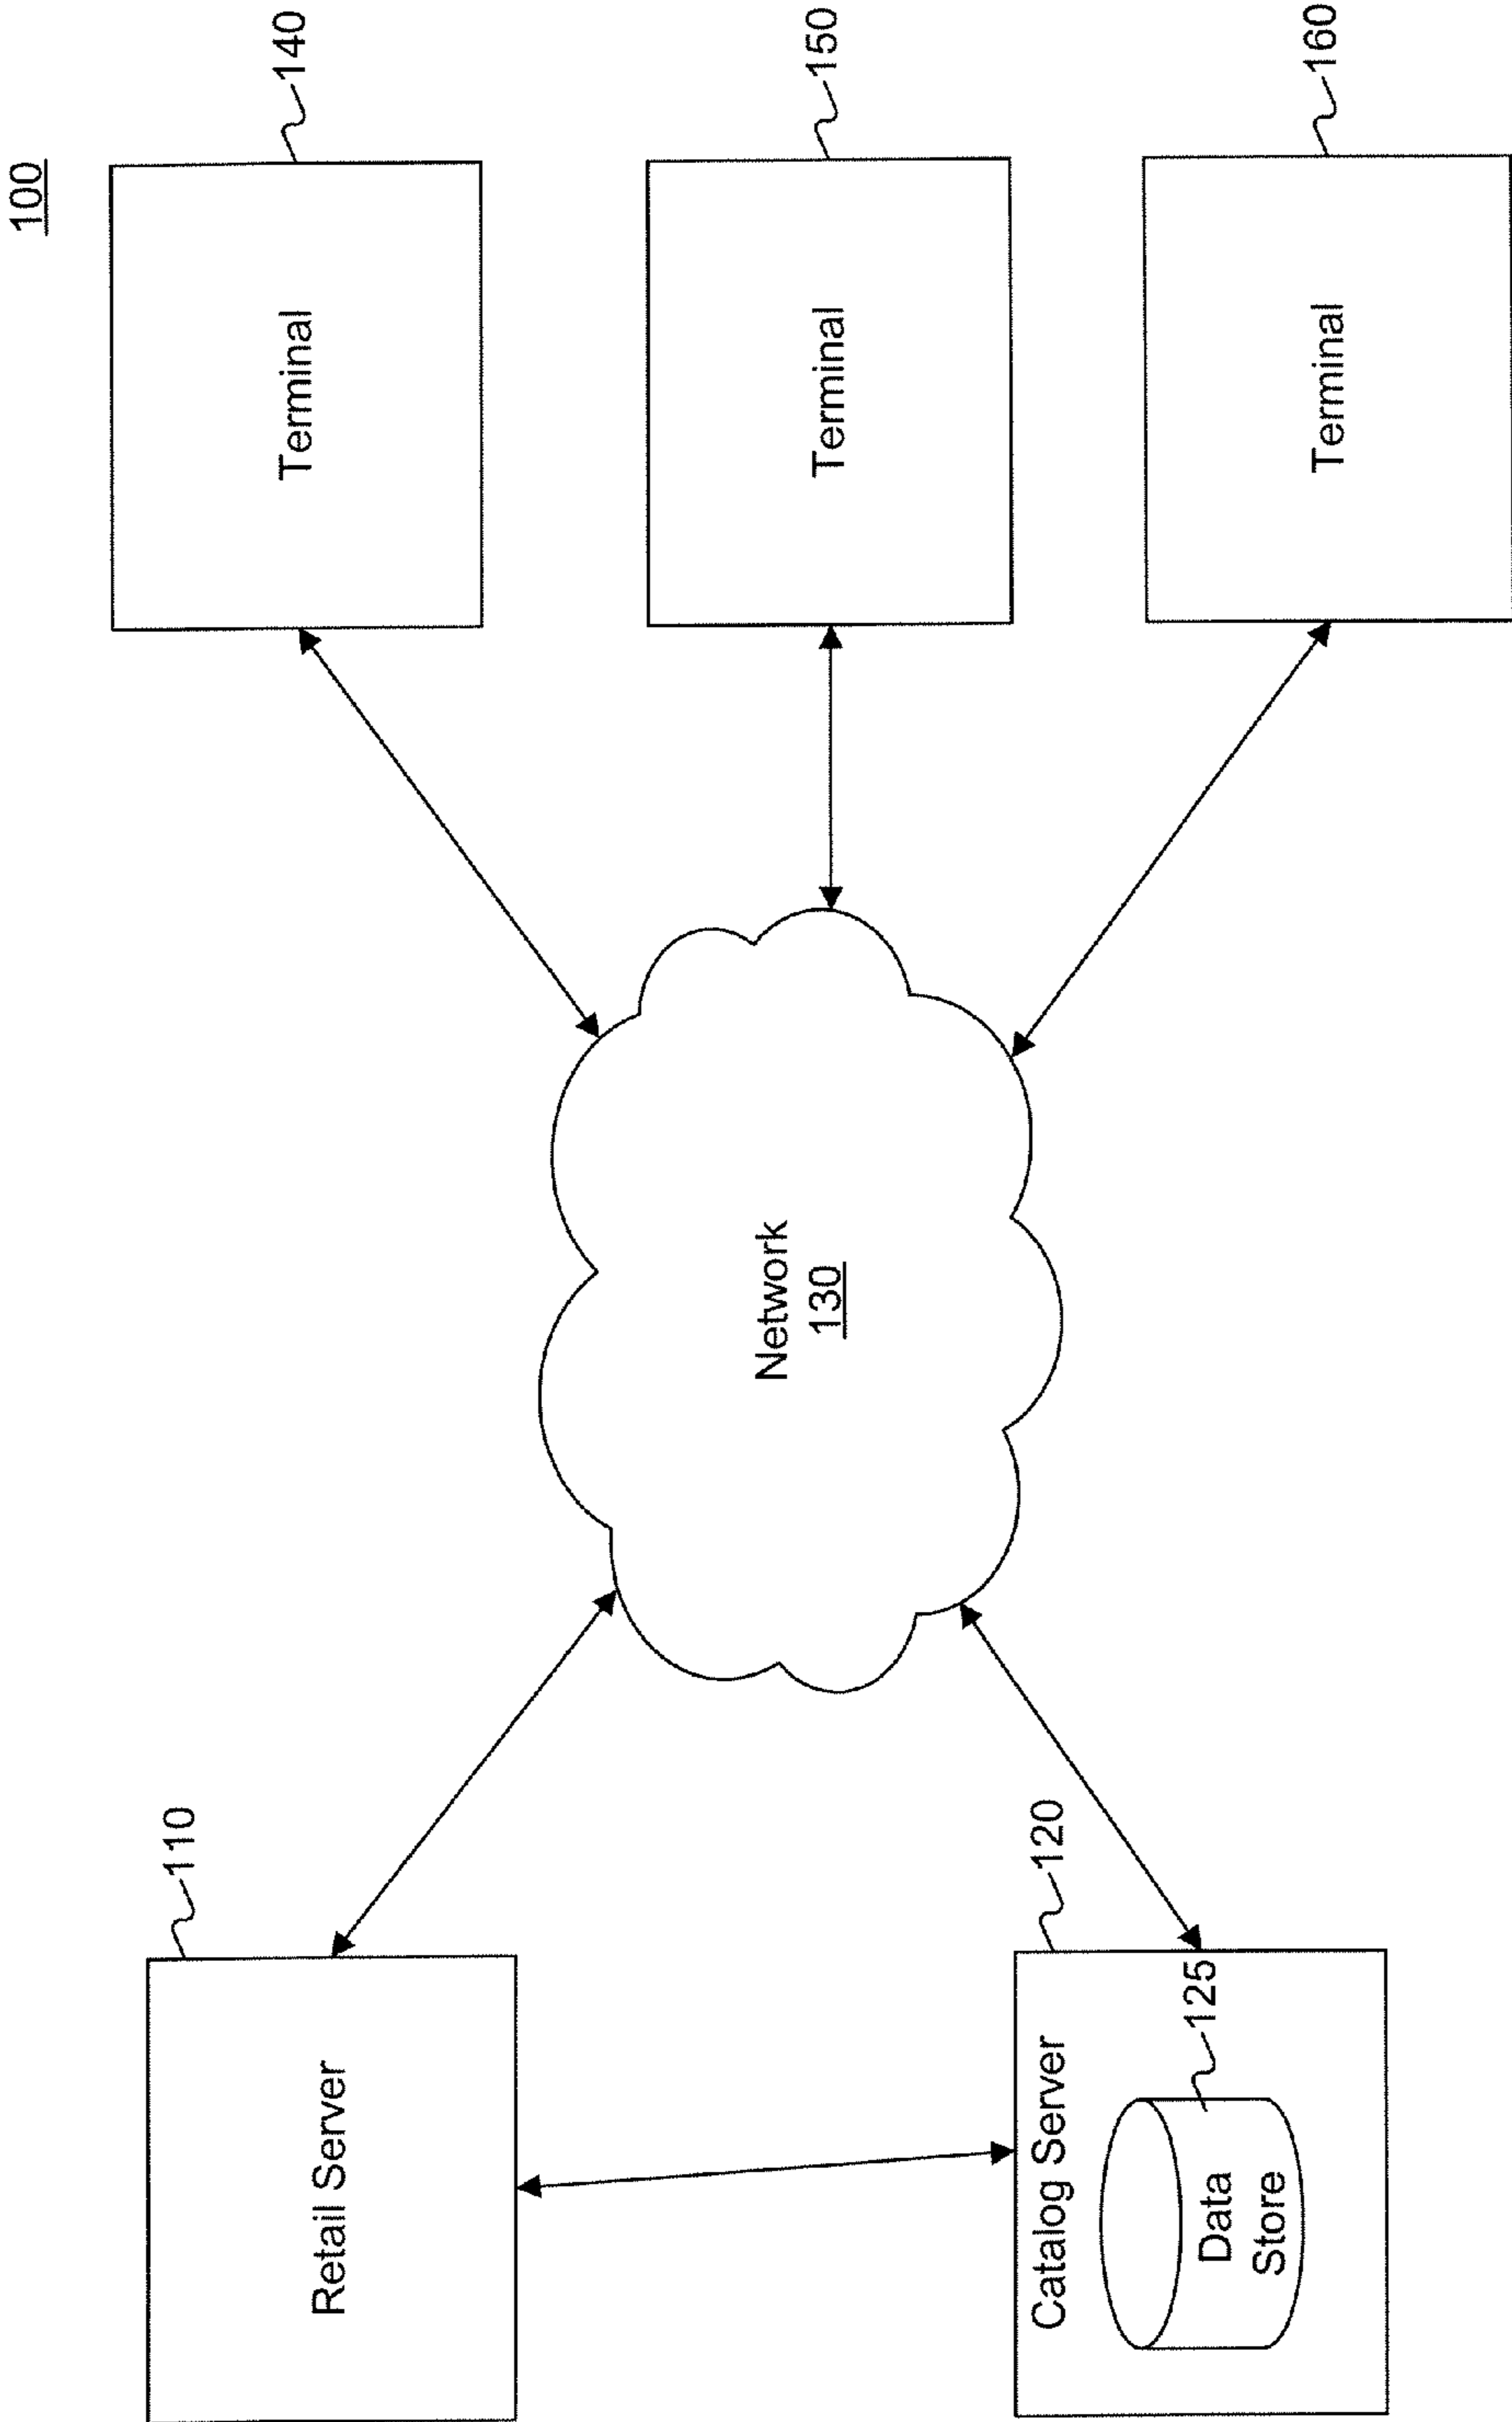 100
Retail Server
110
Catalog Server
120
Data
Store
125
Network
130
Terminal
140
Terminal
150
Terminal
160